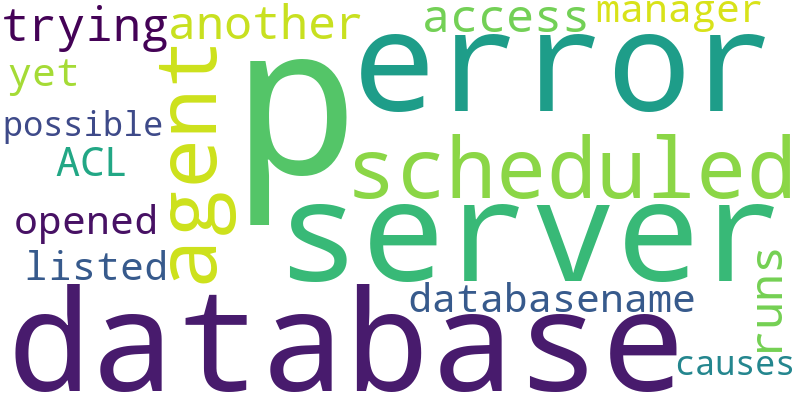 trying
another
access
manager
yet
agent
p
error
possible
ACL
scheduled
opened
server
listed
databasename
runs
database
causes